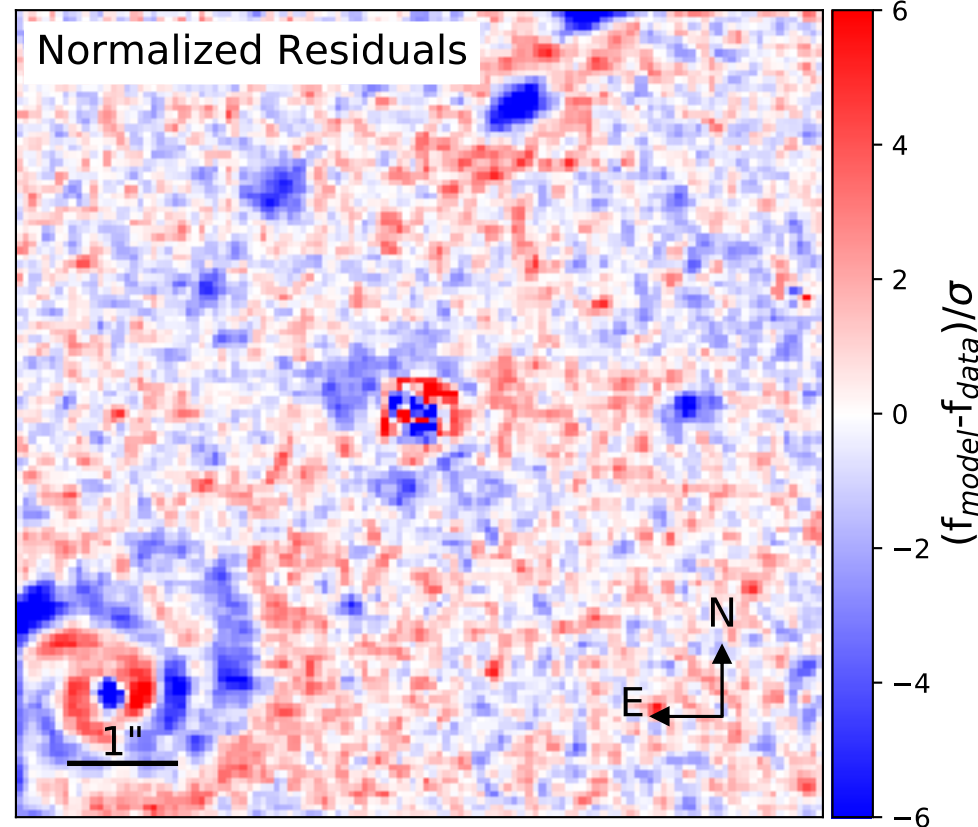 Normalized Residuals
6
4
2
0
−2
−4
−6
(f_model-f_data)/σ
N
E
1"